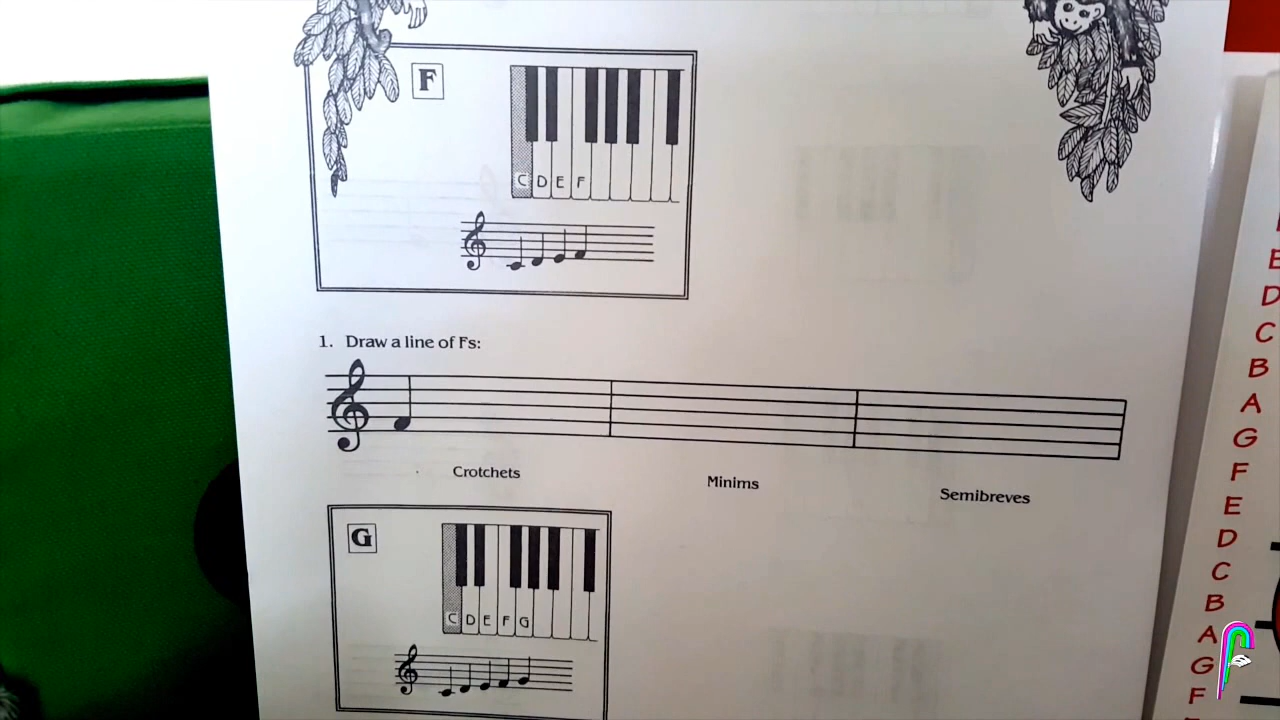 F
C D E F
1. Draw a line of Fs:
Crotchets
Minims
Semibreves
G
C D E F G
E
D
C
B
A
G
F
E
D
C
B
A
G
F